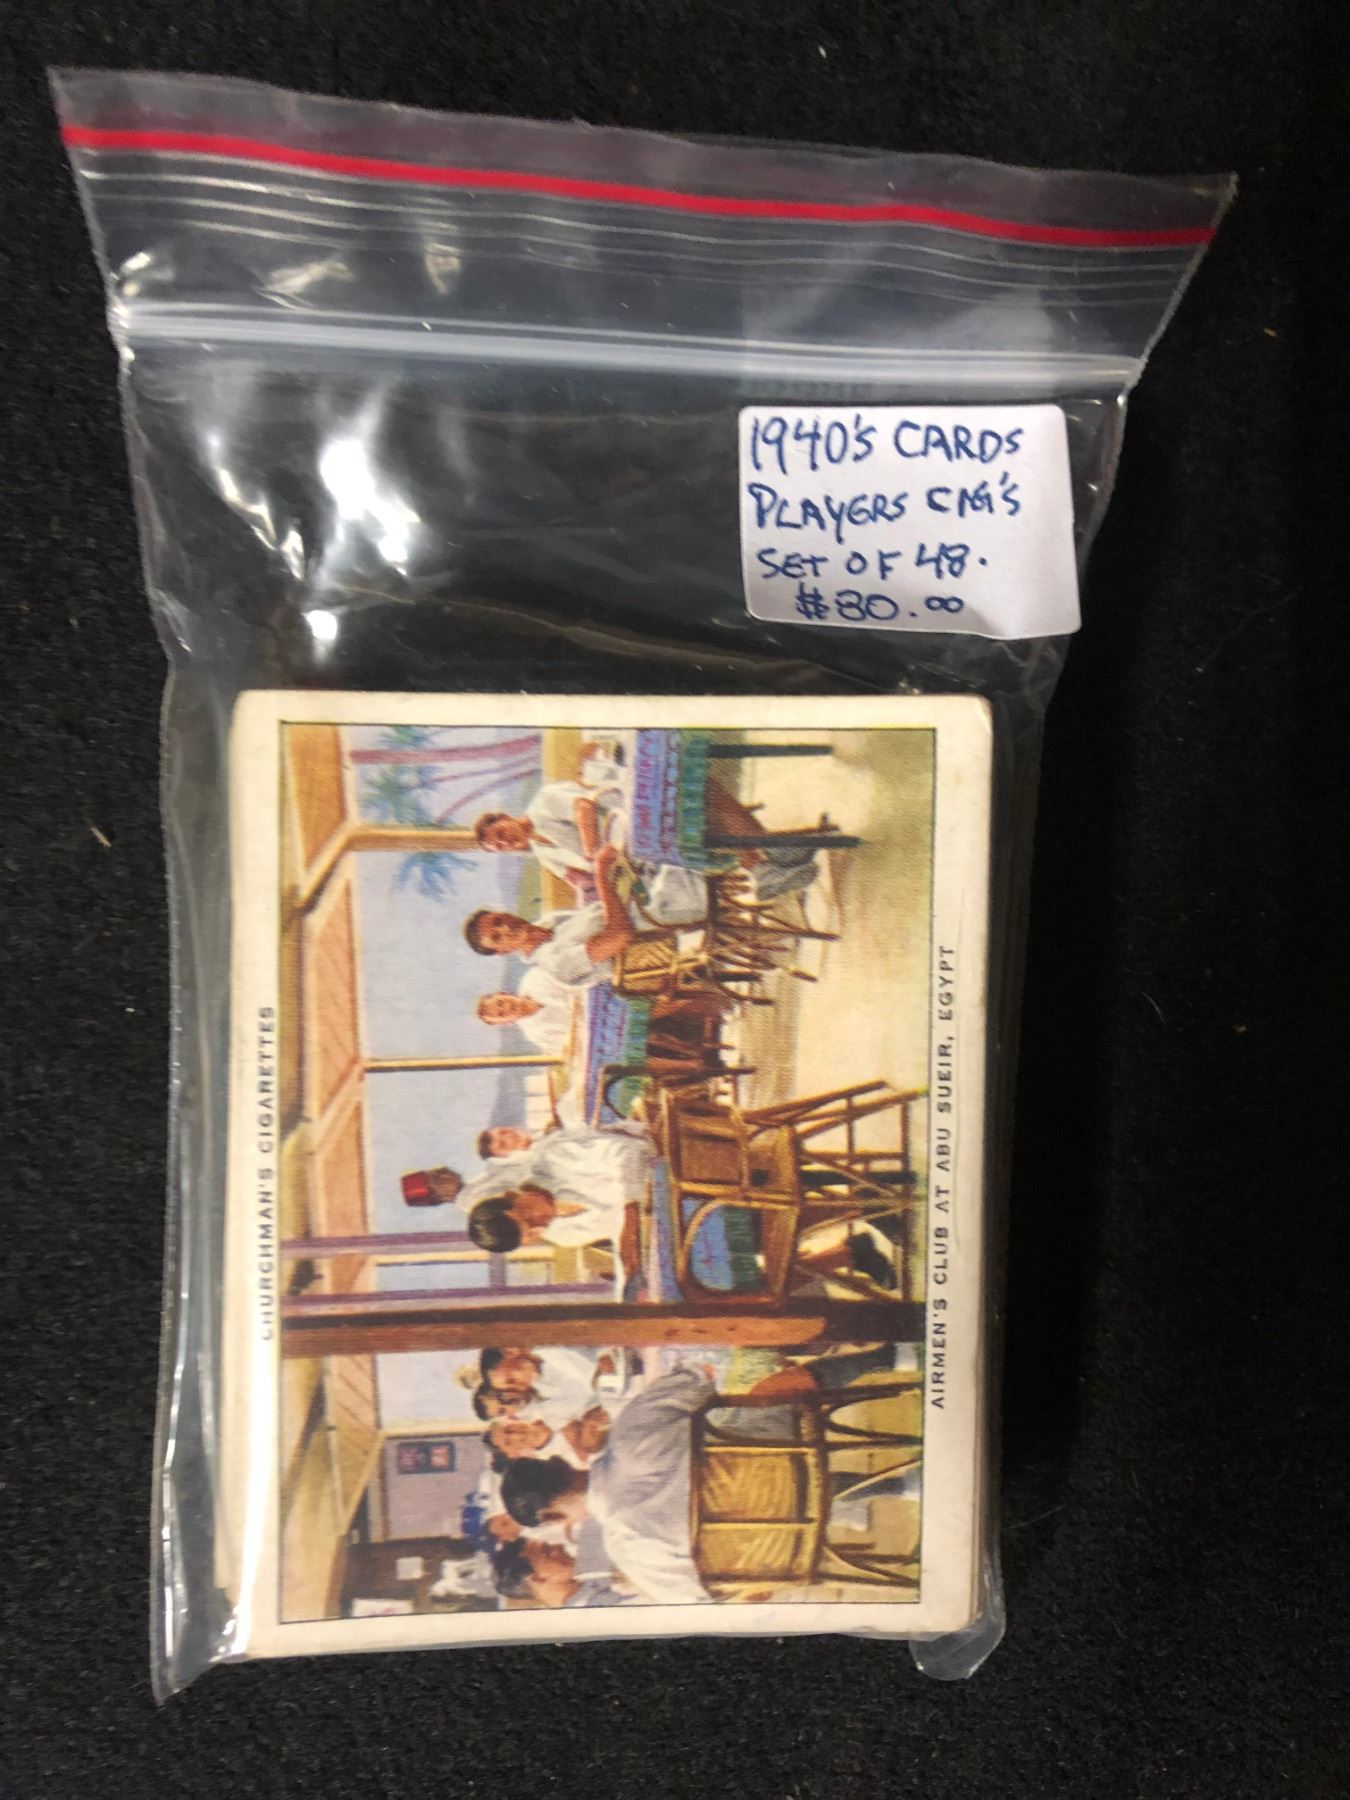 1940's CARDS
PLAYERS CIG'S
SET OF 48.
$80.00
CHURCHMAN'S CIGARETTES
AIRMEN'S CLUB AT ABU SUEIR, EGYPT